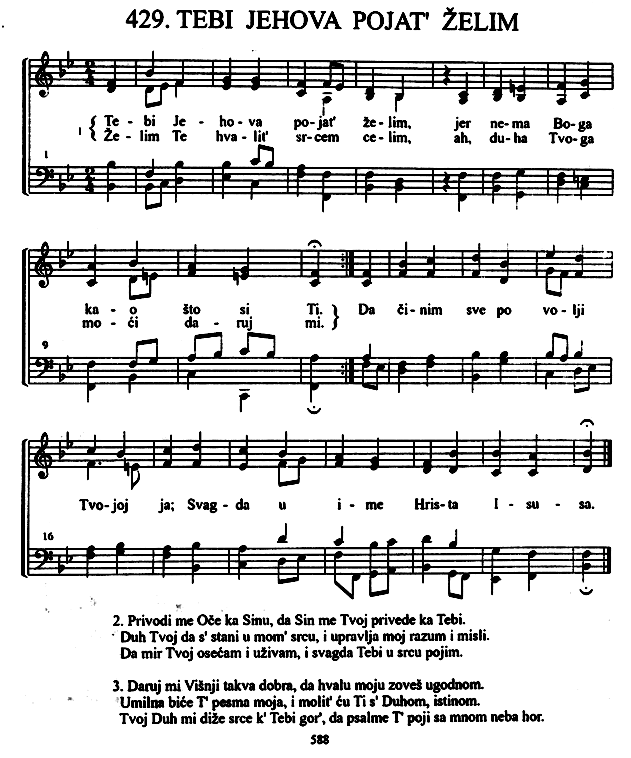 429. TEBI JEHOVA POJAT' ŽELIM
1 { Te - bi Je - ho - va po - jat' že - lim, jer ne - ma Bo - ga
Že - lim Te hva - lit' sr - cem ce - lim, ah, du - ha Tvo - ga
1
ka - o što si Ti. } Da či - nim sve po vo - lji
mo - ći da - ruj mi.
9
Tvo - joj ja; Svag - da u i - me Hris - ta I - su - sa.
16
2. Privodi me Oče ka Sinu, da Sin me Tvoj privede ka Tebi.
Duh Tvoj da s' stani u mom' srcu, i upravlja moj razum i misli.
Da mir Tvoj osećam i uživam, i svagda Tebi u srcu pojim.
3. Daruj mi Višnji takva dobra, da hvalu moju zoveš ugodnom.
Umilna biće T' pesma moja, i molit' ću Ti s' Duhom, istinom.
Tvoj Duh mi diže srce k' Tebi gor', da psalme T' poji sa mnom neba hor.
588